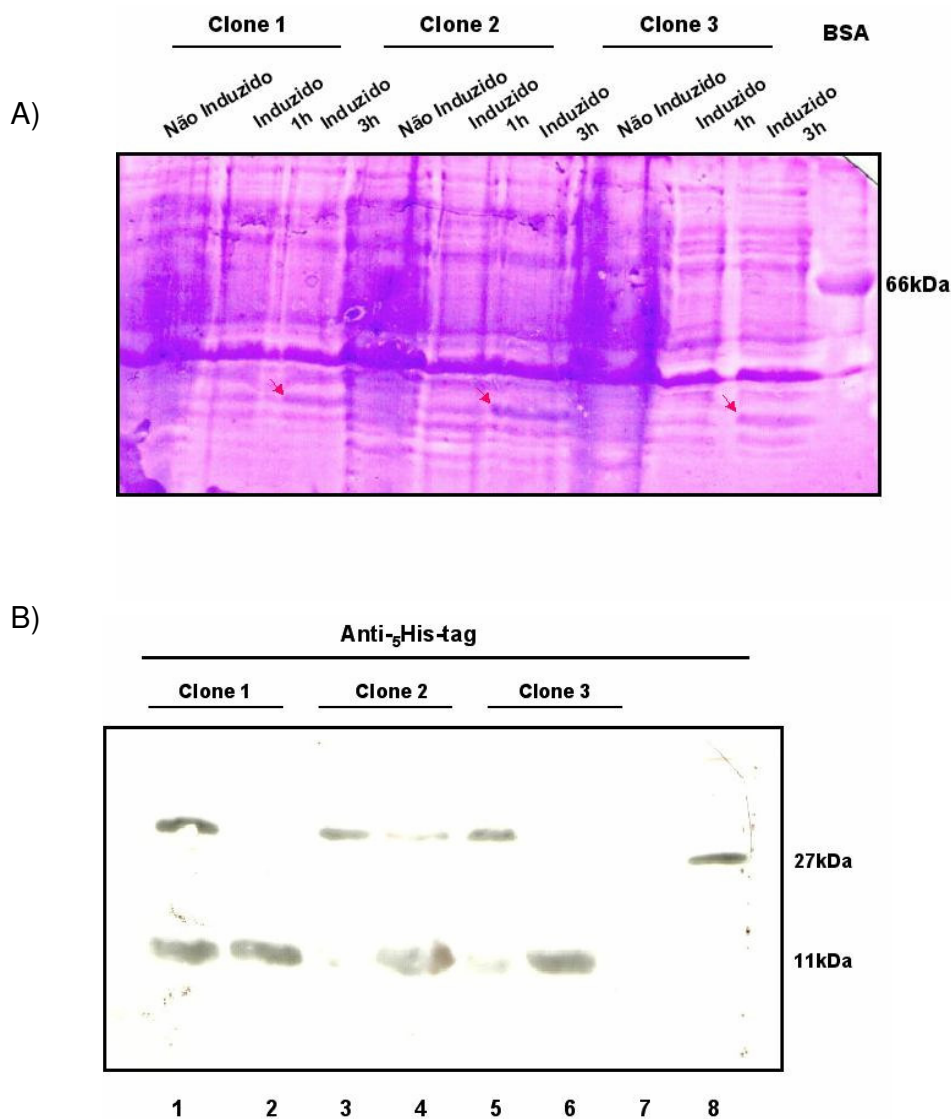 Clone 1 Clone 2 Clone 3 BSA
A)
Não Induzido Induzido 1h Induzido 3h Não Induzido Induzido 1h Induzido 3h Não Induzido Induzido 1h Induzido 3h
66kDa
B)
Anti-₅His-tag
Clone 1 Clone 2 Clone 3
27kDa
11kDa
1 2 3 4 5 6 7 8